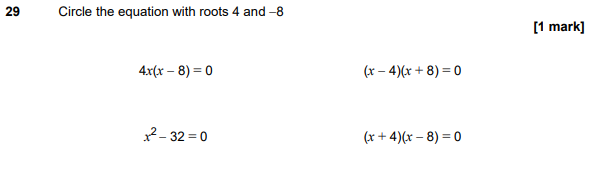 29 Circle the equation with roots 4 and –8
[1 mark]
4x(x – 8) = 0 (x – 4)(x + 8) = 0
x² – 32 = 0 (x + 4)(x – 8) = 0